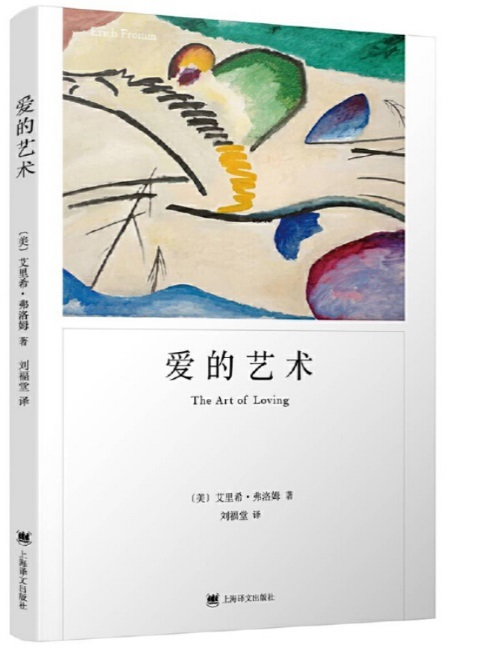 爱的艺术
〔美〕艾里希·弗洛姆 著
刘福堂 译
上海译文出版社
Erich Fromm
爱的艺术
The Art of Loving
〔美〕艾里希·弗洛姆 著
刘福堂 译
上海译文出版社